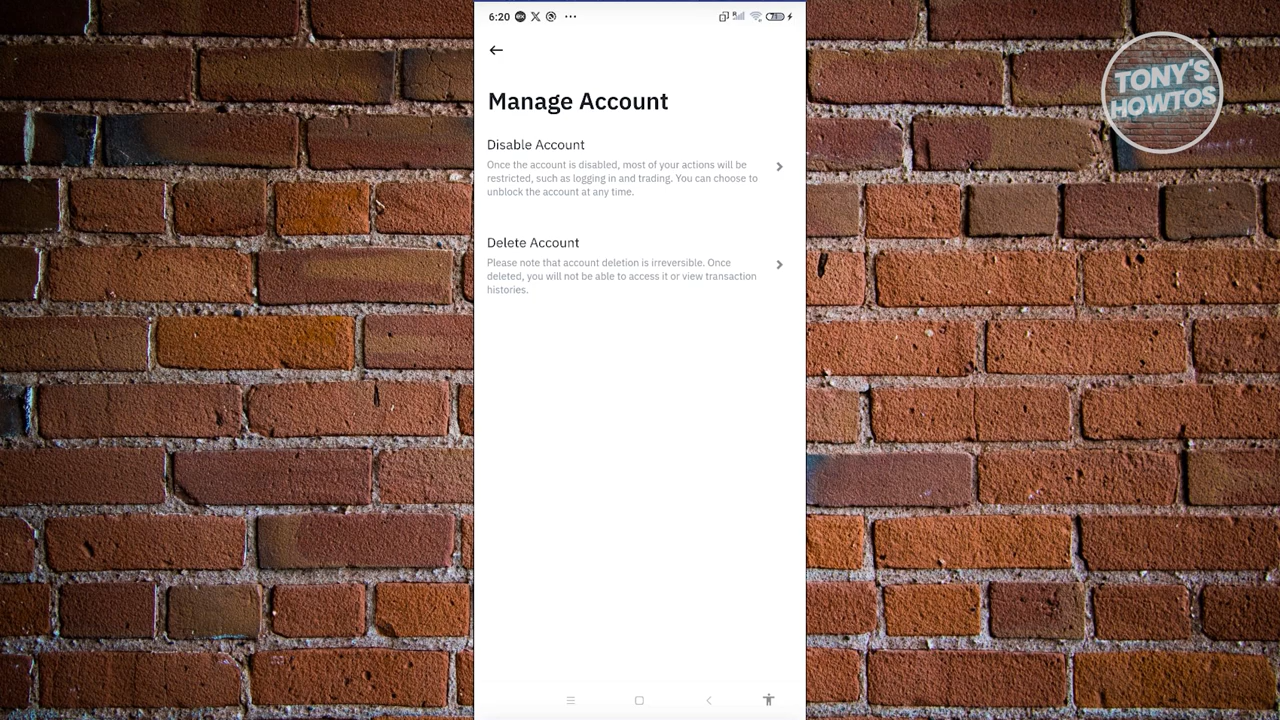 6:20
TONY'S
HOWTOS
Manage Account
Disable Account
Once the account is disabled, most of your actions will be
restricted, such as logging in and trading. You can choose to
unblock the account at any time.
Delete Account
Please note that account deletion is irreversible. Once
deleted, you will not be able to access it or view transaction
histories.